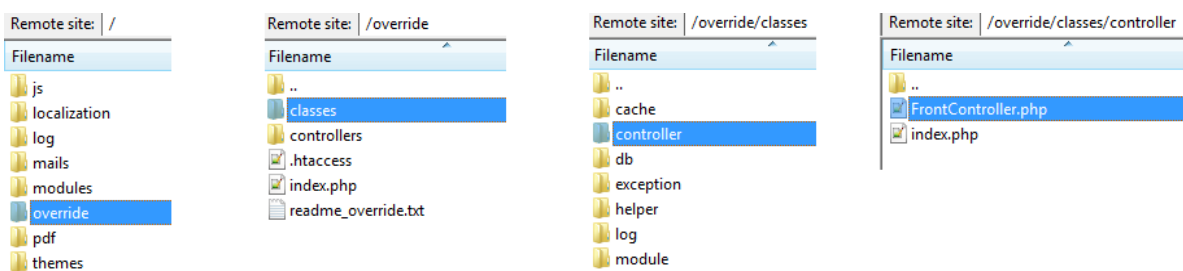 Remote site: /
Filename
js
localization
log
mails
modules
override
pdf
themes
Remote site: /override
Filename
..
classes
controllers
.htaccess
index.php
readme_override.txt
Remote site: /override/classes
Filename
..
cache
controller
db
exception
helper
log
module
Remote site: /override/classes/controller
Filename
..
FrontController.php
index.php